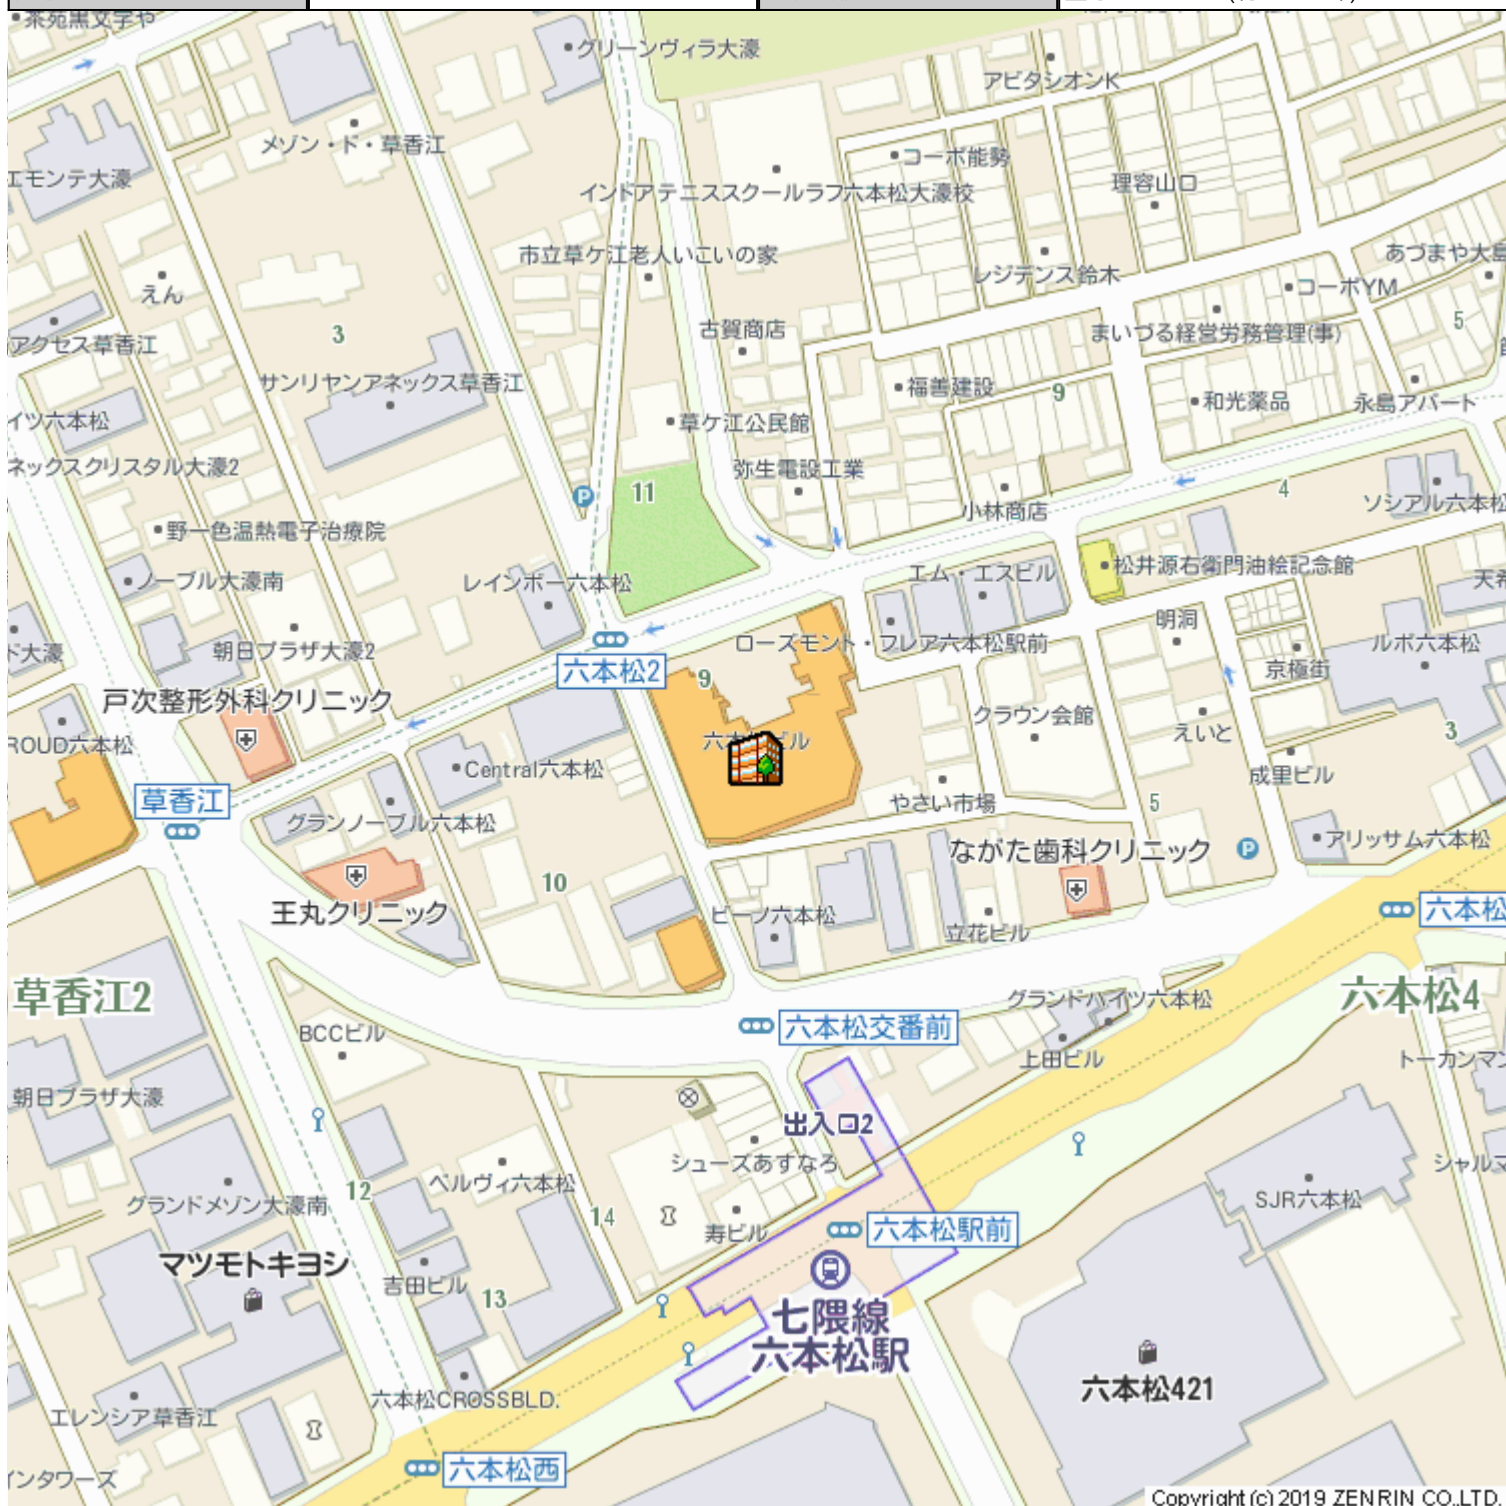 茶苑黒文字や
グリーンヴィラ大濠
アビタシオンK
メゾン・ド・草香江
コーポ能勢
エモンテ大濠
インドアテニススクールラフ六本松大濠校
理容山口
市立草ケ江老人いこいの家
あづまや大島
えん
レジデンス鈴木
コーポYM
古賀商店
まいづる経営労務管理(事)
5
3
アクセス草香江
サンリヤンアネックス草香江
福善建設
9
和光薬品
永島アパート
イツ六本松
草ケ江公民館
ネックスクリスタル大濠2
弥生電設工業
P
11
4
小林商店
ソシアル六本松
野一色温熱電子治療院
ノーブル大濠南
レインボー六本松
エム・エスビル
松井源右衛門油絵記念館
天希
明洞
ド大濠
朝日プラザ大濠2
六本松2
ローズモント・フレア六本松駅前
ルポ六本松
京極街
9
戸次整形外科クリニック
クラウン会館
えいと
3
ROUD六本松
Central六本松
成里ビル
草香江
やさい市場
5
グランノーブル六本松
ながた歯科クリニック
P
アリッサム六本松
10
王丸クリニック
ビーノ六本松
立花ビル
六本松
草香江2
グランドハイツ六本松
六本松4
BCCビル
六本松交番前
上田ビル
トーカンマン
朝日プラザ大濠
出入口2
シューズあすなろ
シャルマ
ベルヴィ六本松
12
グランドメゾン大濠南
SJR六本松
14
寿ビル
六本松駅前
マツモトキヨシ
吉田ビル
13
七隈線
六本松駅
六本松421
六本松CROSSBLD.
エレンシア草香江
六本松西
インタワーズ
Copyright (c) 2019 ZENRIN CO.,LTD.